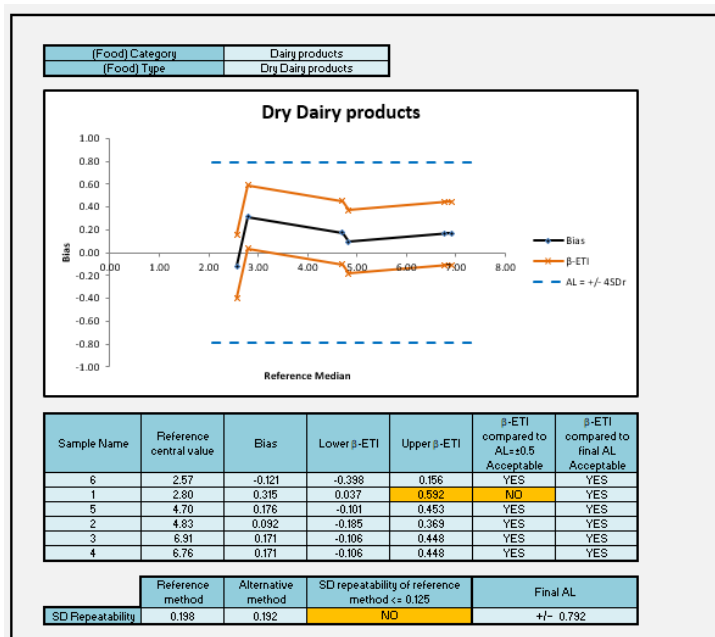 (Food) Category Dairy products
(Food) Type Dry Dairy products
Dry Dairy products
1.00
0.80
0.60
0.40
0.20
0.00
-0.20
-0.40
-0.60
-0.80
-1.00
0.00 1.00 2.00 3.00 4.00 5.00 6.00 7.00 8.00
Bias
Reference Median
Bias
β-ETI
AL = +/- 4SDr
Sample Name Reference central value Bias Lower β-ETI Upper β-ETI β-ETI compared to AL=±0.5 Acceptable β-ETI compared to final AL Acceptable
6 2.57 -0.121 -0.398 0.156 YES YES
1 2.80 0.315 0.037 0.592 NO YES
5 4.70 0.176 -0.101 0.453 YES YES
2 4.83 0.092 -0.185 0.369 YES YES
3 6.91 0.171 -0.106 0.448 YES YES
4 6.76 0.171 -0.106 0.448 YES YES
Reference method Alternative method SD repeatability of reference method <= 0.125 Final AL
SD Repeatability 0.198 0.192 NO +/- 0.792